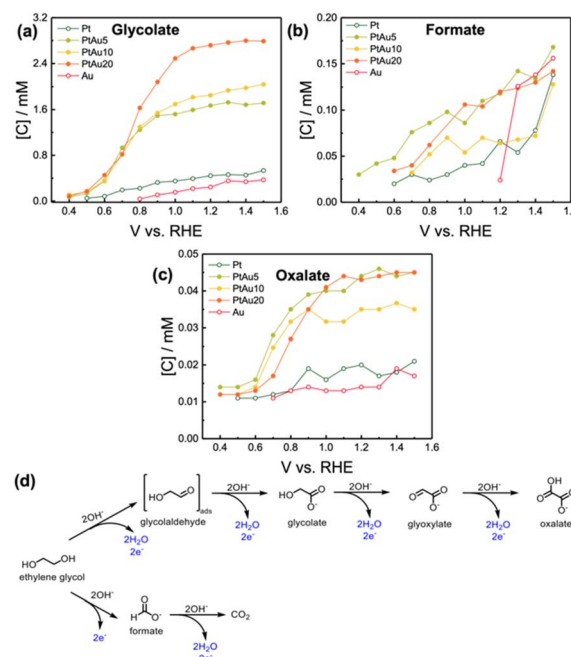 (a) Glycolate
Pt
PtAu5
PtAu10
PtAu20
Au
[C] / mM
3.2
2.4
1.6
0.8
0.0
0.4 0.6 0.8 1.0 1.2 1.4 1.6
V vs. RHE
(b) Formate
Pt
PtAu5
PtAu10
PtAu20
Au
[C] / mM
0.20
0.15
0.10
0.05
0.00
0.4 0.6 0.8 1.0 1.2 1.4 1.6
V vs. RHE
(c) Oxalate
Pt
PtAu5
PtAu10
PtAu20
Au
[C] / mM
0.05
0.04
0.03
0.02
0.01
0.00
0.4 0.6 0.8 1.0 1.2 1.4 1.6
V vs. RHE
(d)
HO OH
ethylene glycol
2OH-
2H2O
2e-
HO O ads
glycolaldehyde
2OH-
2H2O
2e-
HO O O-
glycolate
2OH-
2H2O
2e-
O O O-
glyoxylate
2OH-
2H2O
2e-
OH O O O-
oxalate
2OH-
2e-
O H O-
formate
2OH-
CO2
2H2O
2e-